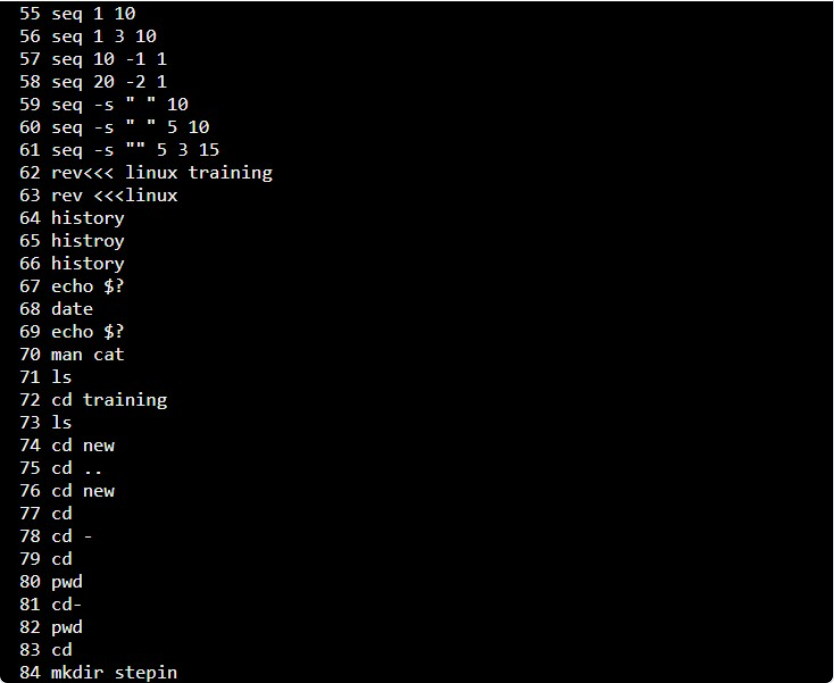 55 seq 1 10
56 seq 1 3 10
57 seq 10 -1 1
58 seq 20 -2 1
59 seq -s " " 10
60 seq -s " " 5 10
61 seq -s "" 5 3 15
62 rev<<< linux training
63 rev <<<linux
64 history
65 histroy
66 history
67 echo $?
68 date
69 echo $?
70 man cat
71 ls
72 cd training
73 ls
74 cd new
75 cd ..
76 cd new
77 cd
78 cd -
79 cd
80 pwd
81 cd-
82 pwd
83 cd
84 mkdir stepin